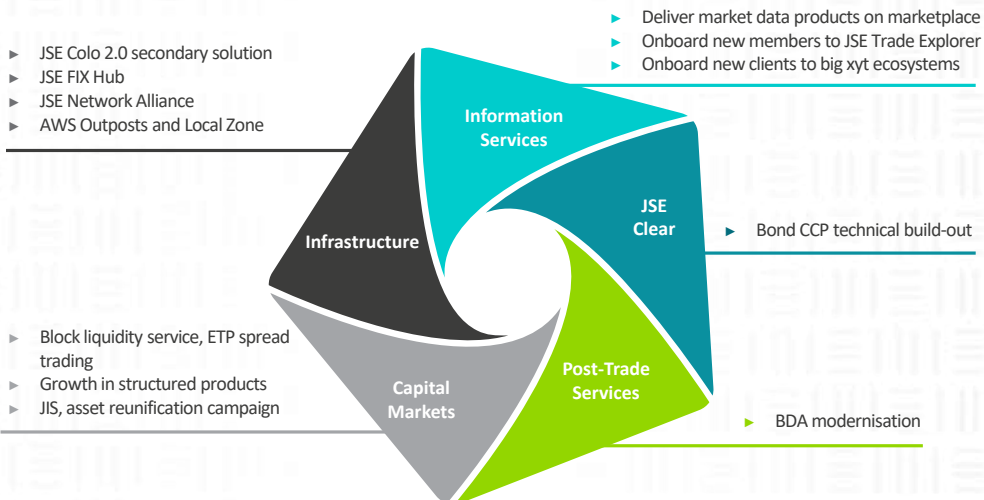 ► JSE Colo 2.0 secondary solution
► JSE FIX Hub
► JSE Network Alliance
► AWS Outposts and Local Zone
► Deliver market data products on marketplace
► Onboard new members to JSE Trade Explorer
► Onboard new clients to big xyt ecosystems
Information
Services
Infrastructure
JSE
Clear
► Bond CCP technical build-out
► Block liquidity service, ETP spread
trading
► Growth in structured products
► JIS, asset reunification campaign
Capital
Markets
Post-Trade
Services
► BDA modernisation